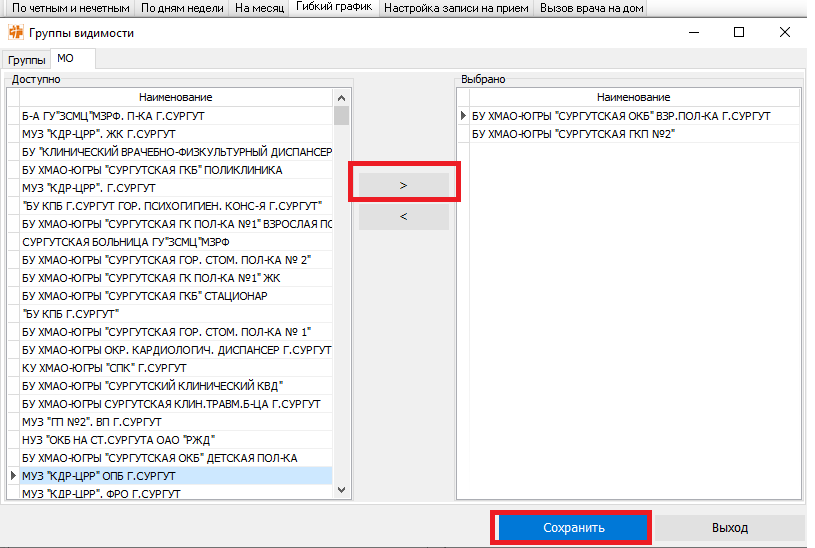 По четным и нечетным По дням недели На месяц Гибкий график Настройка записи на прием Вызов врача на дом
Группы видимости
Группы МО
Доступно
Наименование
Б-А ГУ"ЗСМЦ"МЗРФ. П-КА Г.СУРГУТ
МУЗ "КДР-ЦРР". ЖК Г.СУРГУТ
БУ "КЛИНИЧЕСКИЙ ВРАЧЕБНО-ФИЗКУЛЬТУРНЫЙ ДИСПАНСЕР
БУ ХМАО-ЮГРЫ "СУРГУТСКАЯ ГКБ" ПОЛИКЛИНИКА
МУЗ "КДР-ЦРР". Г.СУРГУТ
"БУ КПБ Г.СУРГУТ ГОР. ПСИХОГИГИЕН. КОНС-Я Г.СУРГУТ"
БУ ХМАО-ЮГРЫ "СУРГУТСКАЯ ГК ПОЛ-КА №1" ВЗРОСЛАЯ ПО
СУРГУТСКАЯ БОЛЬНИЦА ГУ"ЗСМЦ"МЗРФ
БУ ХМАО-ЮГРЫ "СУРГУТСКАЯ ГОР. СТОМ. ПОЛ-КА № 2"
БУ ХМАО-ЮГРЫ "СУРГУТСКАЯ ГК ПОЛ-КА №1" ЖК
БУ ХМАО-ЮГРЫ "СУРГУТСКАЯ ГКБ" СТАЦИОНАР
"БУ КПБ Г.СУРГУТ"
БУ ХМАО-ЮГРЫ "СУРГУТСКАЯ ГОР. СТОМ. ПОЛ-КА № 1"
БУ ХМАО-ЮГРЫ ОКР. КАРДИОЛОГИЧ. ДИСПАНСЕР Г.СУРГУТ
КУ ХМАО-ЮГРЫ "СПК" Г.СУРГУТ
БУ ХМАО-ЮГРЫ "СУРГУТСКИЙ КЛИНИЧЕСКИЙ КВД"
БУ ХМАО-ЮГРЫ СУРГУТСКАЯ КЛИН.ТРАВМ.Б-ЦА Г.СУРГУТ
МУЗ "ГП №2". ВП Г.СУРГУТ
НУЗ "ОКБ НА СТ.СУРГУТА ОАО "РЖД"
БУ ХМАО-ЮГРЫ "СУРГУТСКАЯ ОКБ" ДЕТСКАЯ ПОЛ-КА
МУЗ "КДР-ЦРР" ОПБ Г.СУРГУТ
МУЗ "КДР-ЦРР". ФРО Г.СУРГУТ
>
<
Выбрано
Наименование
БУ ХМАО-ЮГРЫ "СУРГУТСКАЯ ОКБ" ВЗР.ПОЛ-КА Г.СУРГУТ
БУ ХМАО-ЮГРЫ "СУРГУТСКАЯ ГКП №2"
Сохранить Выход